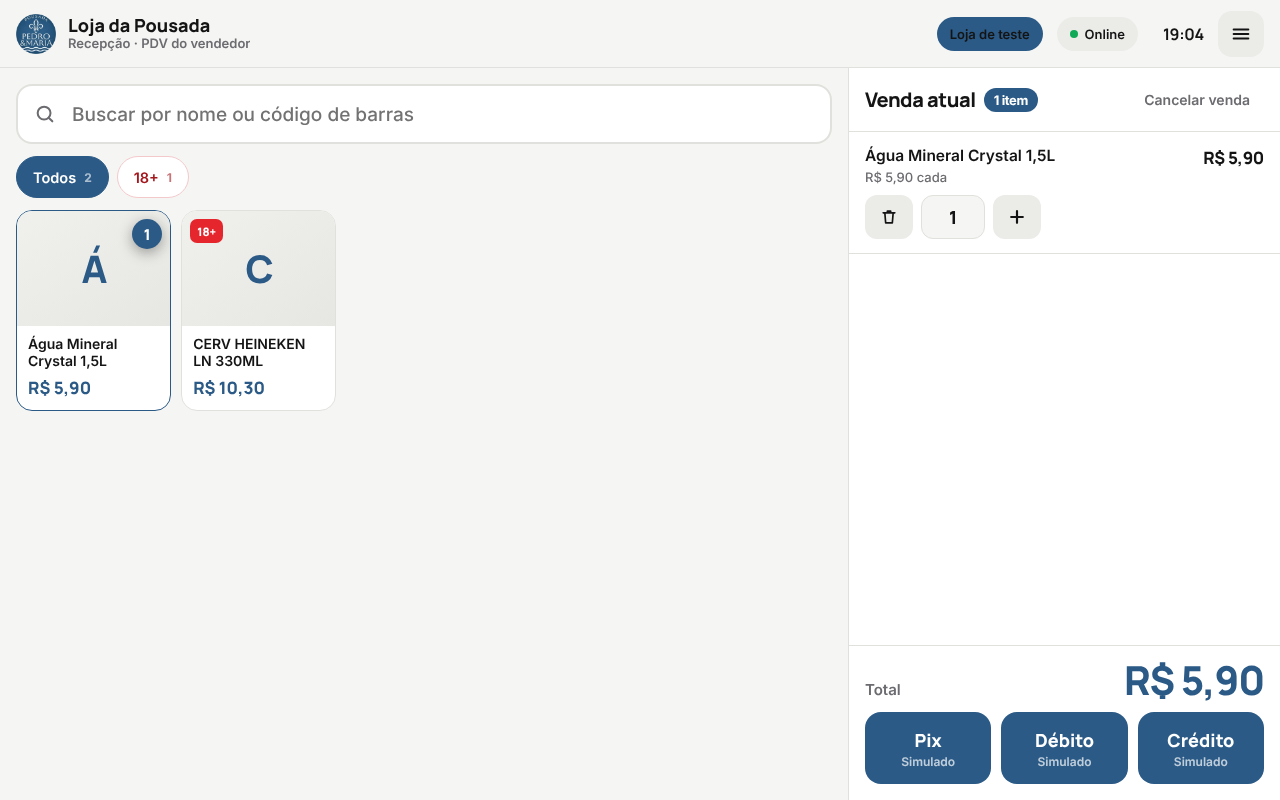 PEDRO
&MARIA
Loja da Pousada
Recepção · PDV do vendedor
Loja de teste
Online
19:04
Buscar por nome ou código de barras
Todos 2
18+ 1
Á
1
Água Mineral
Crystal 1,5L
R$ 5,90
18+
C
CERV HEINEKEN
LN 330ML
R$ 10,30
Venda atual
1 item
Cancelar venda
Água Mineral Crystal 1,5L
R$ 5,90
R$ 5,90 cada
1
Total
R$ 5,90
Pix
Simulado
Débito
Simulado
Crédito
Simulado